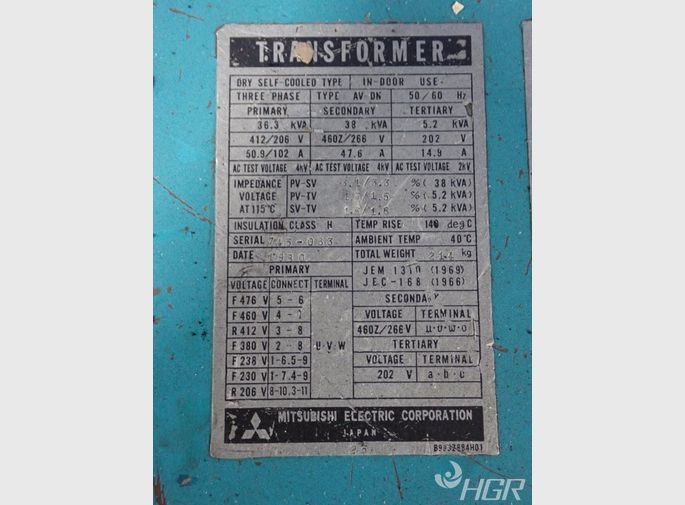 TRANSFORMER
DRY SELF-COOLED TYPE IN-DOOR USE
THREE PHASE TYPE AV DN 50/60 Hz
PRIMARY SECONDARY TERTIARY
36.3 kVA 38 kVA 5.2 kVA
412/206 V 460Z/266 V 202 V
50.9/102 A 47.6 A 14.9 A
AC TEST VOLTAGE 4kV AC TEST VOLTAGE 4kV AC TEST VOLTAGE 2kV
IMPEDANCE PV-SV %( 38 kVA)
VOLTAGE PV-TV %( 5.2 kVA)
AT 115°C SV-TV %( 5.2 kVA)
INSULATION CLASS H TEMP RISE 140 deg C
SERIAL AMBIENT TEMP 40°C
DATE TOTAL WEIGHT kg
PRIMARY JEM 1310 (1969)
JEC-168 (1966)
VOLTAGE CONNECT TERMINAL SECONDARY
F 476 V 5-6 VOLTAGE TERMINAL
F 460 V 4-7
R 412 V 3-8 460Z/266V u·v·w·o
F 380 V 2-8 U·V·W TERTIARY
F 238 V 1-6.5-9 VOLTAGE TERMINAL
F 230 V 1-7.4-9 202 V a·b·c
R 206 V 8-10.3-11
MITSUBISHI ELECTRIC CORPORATION
JAPAN
HGR